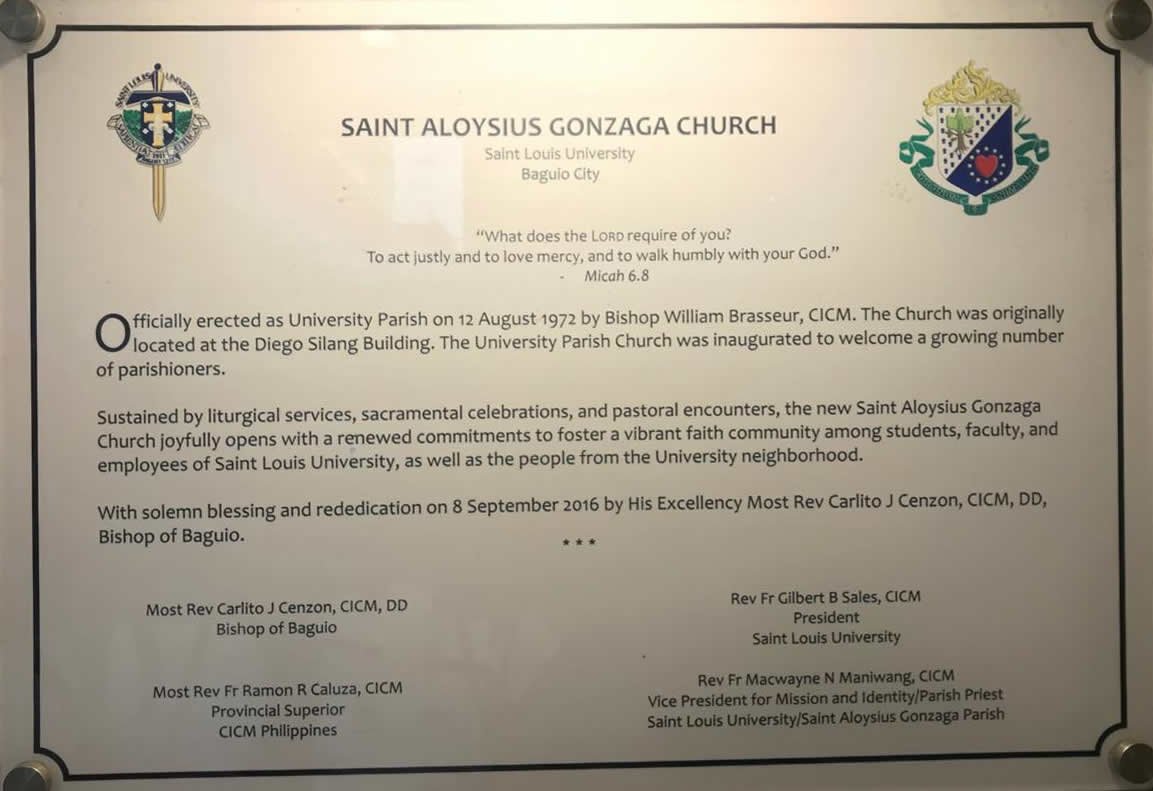 SAINT LOUIS UNIVERSITY
SAINT ALOYSIUS GONZAGA CHURCH
Saint Louis University
Baguio City
“What does the LORD require of you?
To act justly and to love mercy, and to walk humbly with your God.”
- Micah 6.8
Officially erected as University Parish on 12 August 1972 by Bishop William Brasseur, CICM. The Church was originally
located at the Diego Silang Building. The University Parish Church was inaugurated to welcome a growing number
of parishioners.
Sustained by liturgical services, sacramental celebrations, and pastoral encounters, the new Saint Aloysius Gonzaga
Church joyfully opens with a renewed commitments to foster a vibrant faith community among students, faculty, and
employees of Saint Louis University, as well as the people from the University neighborhood.
With solemn blessing and rededication on 8 September 2016 by His Excellency Most Rev Carlito J Cenzon, CICM, DD,
Bishop of Baguio.
* * *
Most Rev Carlito J Cenzon, CICM, DD
Bishop of Baguio
Rev Fr Gilbert B Sales, CICM
President
Saint Louis University
Most Rev Fr Ramon R Caluza, CICM
Provincial Superior
CICM Philippines
Rev Fr Macwayne N Maniwang, CICM
Vice President for Mission and Identity/Parish Priest
Saint Louis University/Saint Aloysius Gonzaga Parish